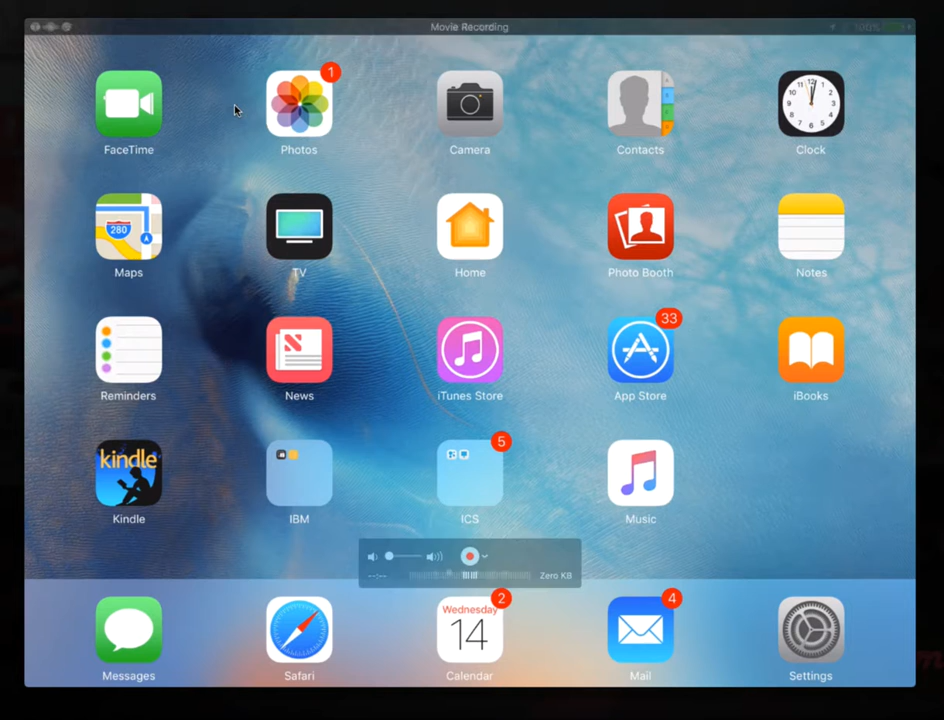 Movie Recording
100%
1
FaceTime
Photos
Camera
Contacts
Clock
280
Maps
TV
Home
Photo Booth
Notes
33
Reminders
News
iTunes Store
App Store
iBooks
5
kindle
Kindle
IBM
ICS
Music
--:--
Zero KB
2
4
Wednesday
14
Messages
Safari
Calendar
Mail
Settings